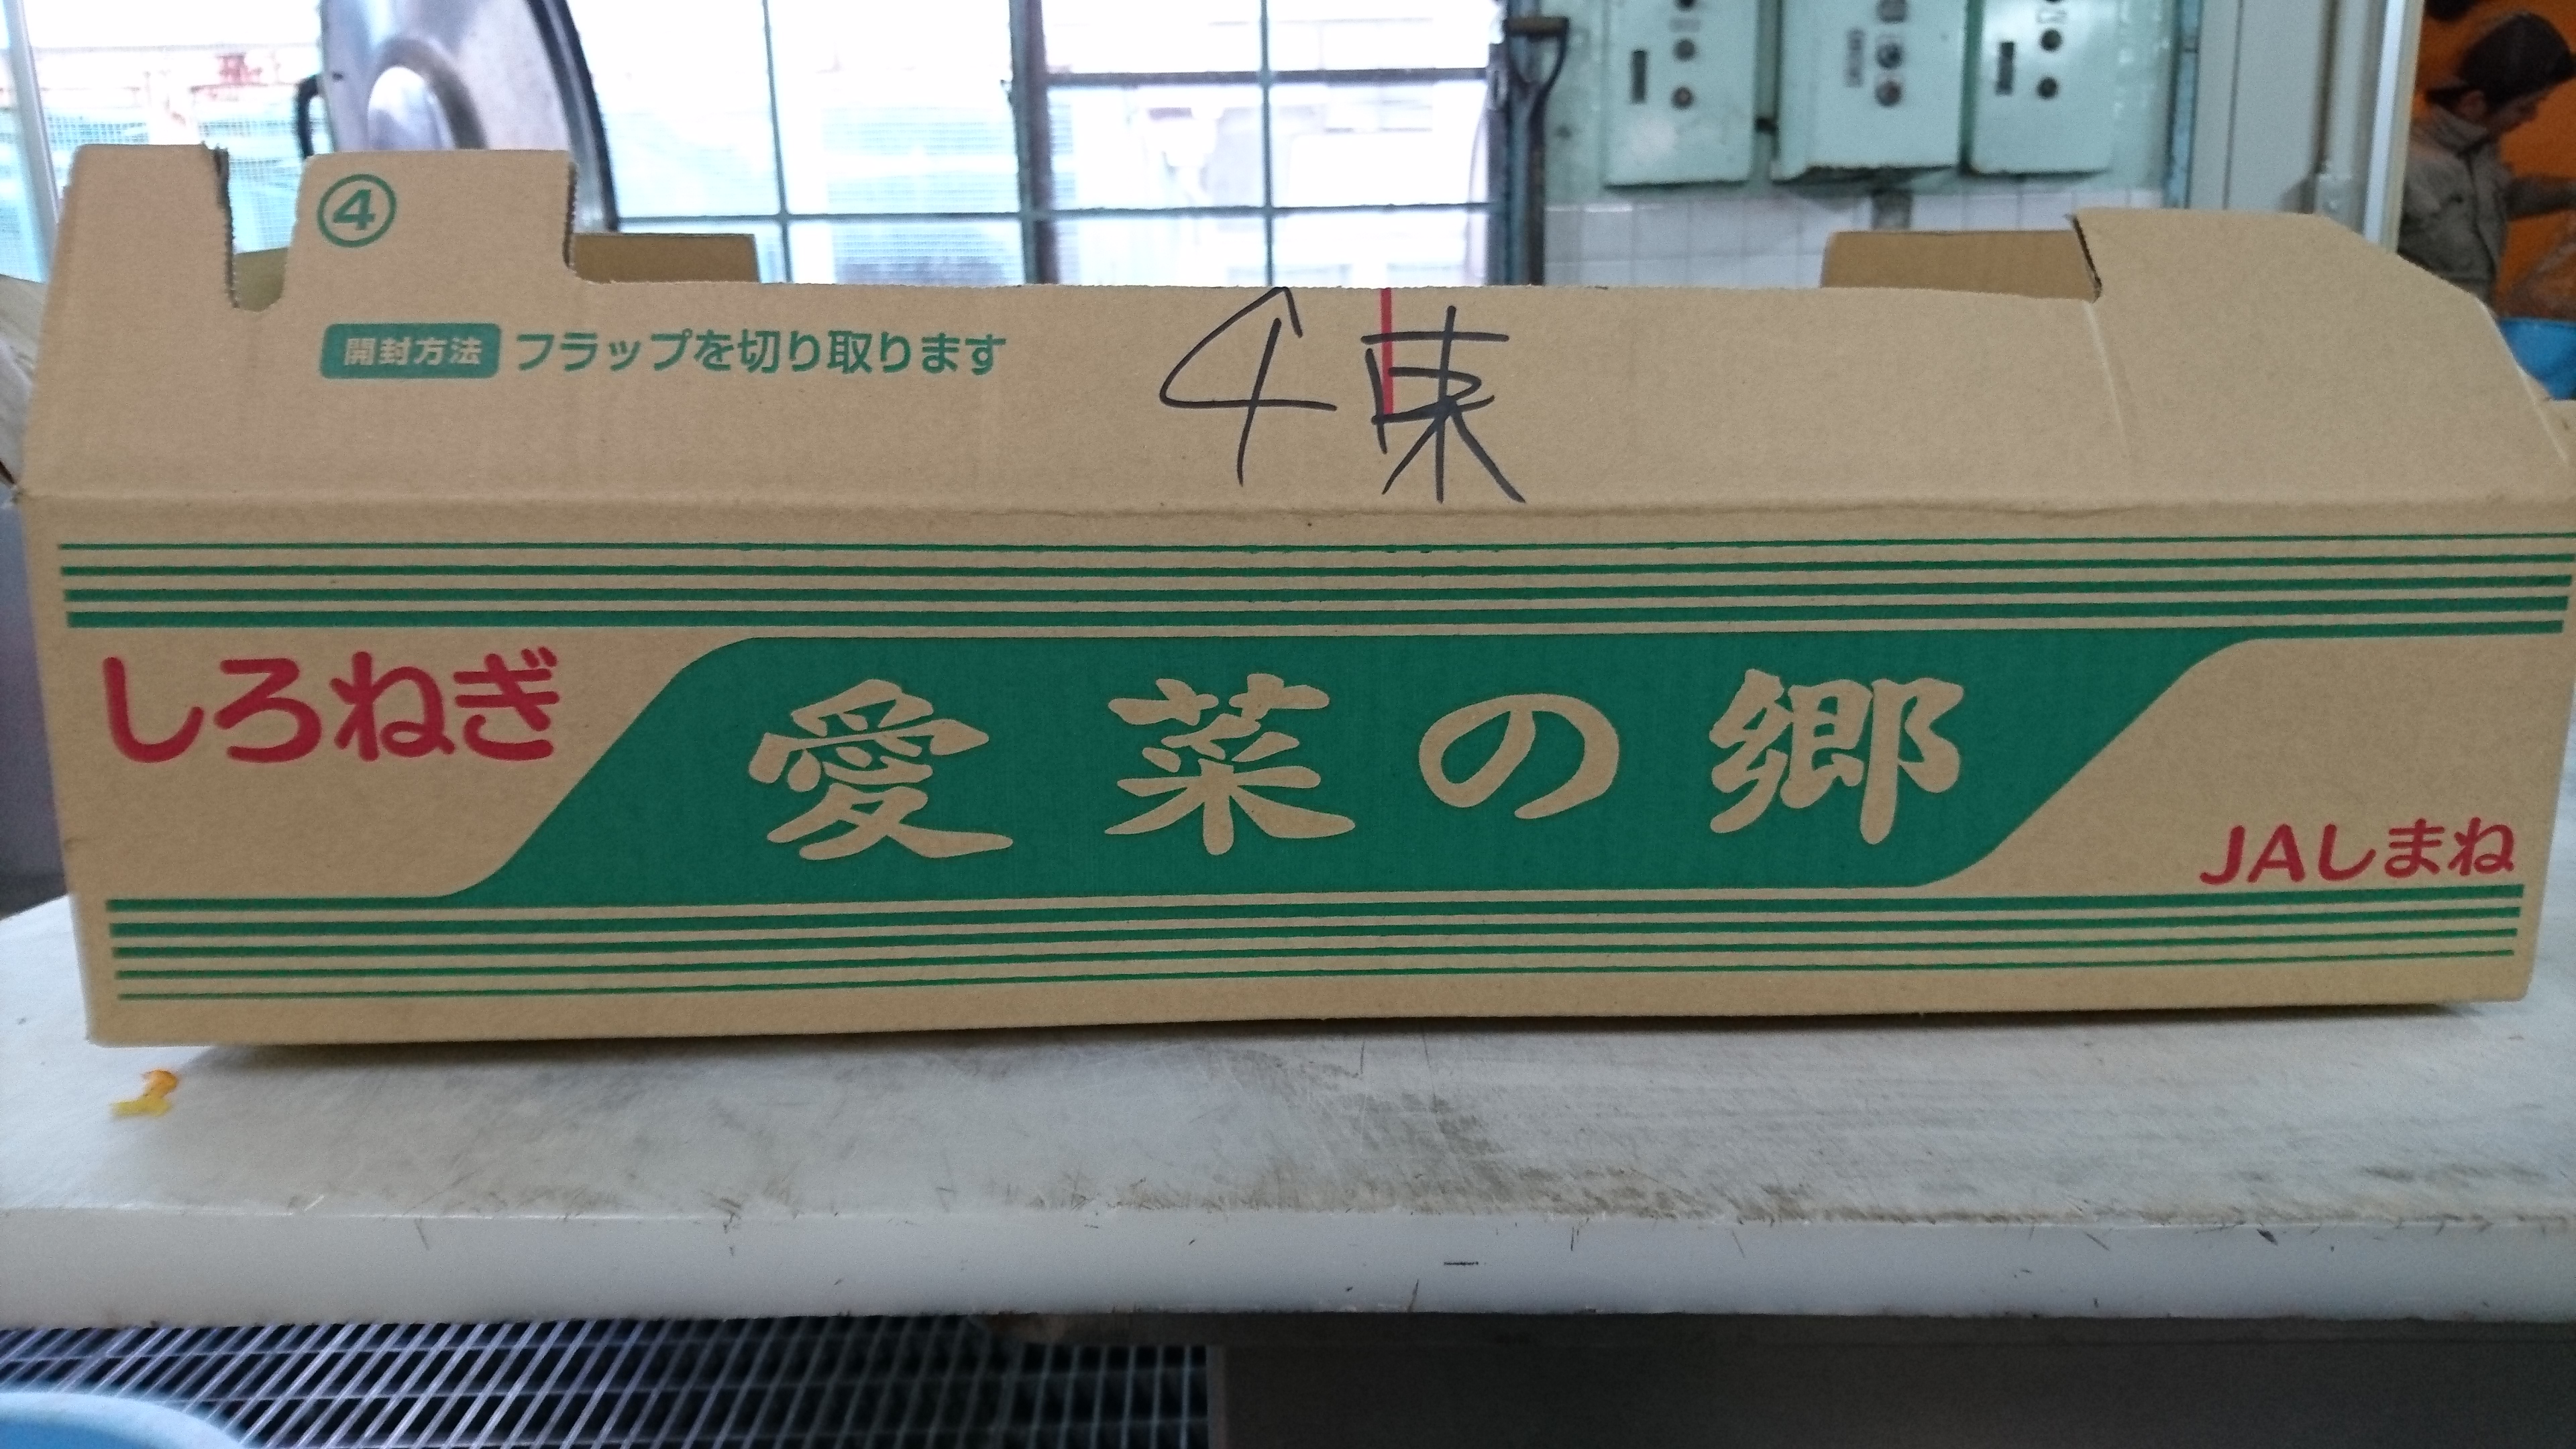 ④
開封方法 フラップを切り取ります
4束
しろねぎ
愛菜の郷
JAしまね